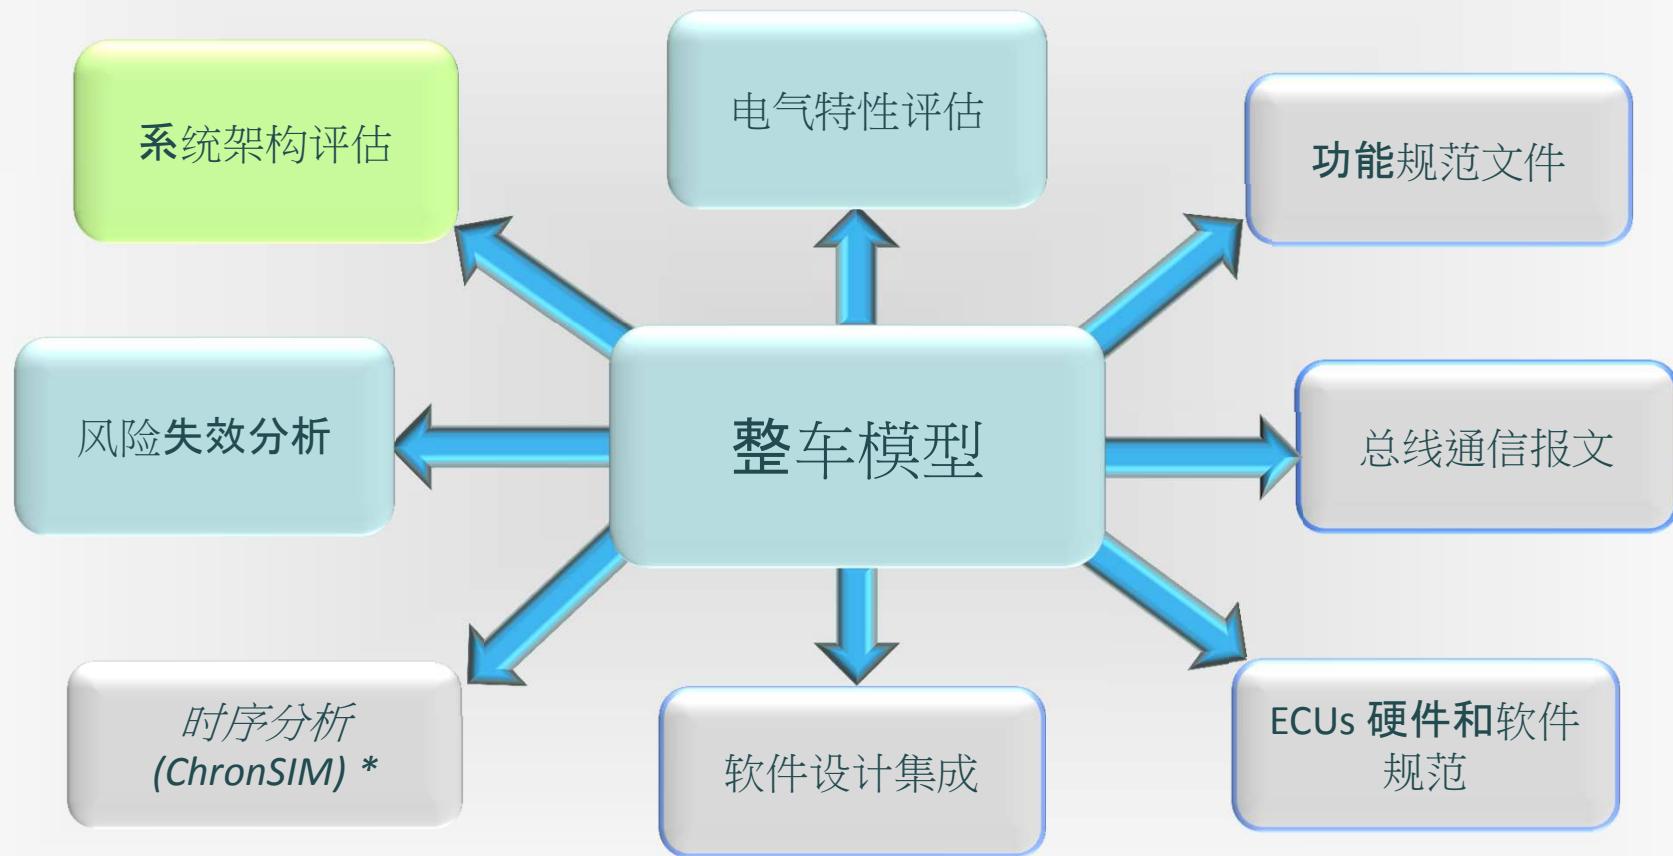 电气特性评估
系统架构评估
功能规范文件
风险失效分析
整车模型
总线通信报文
时序分析
(ChronSIM) *
软件设计集成
ECUs 硬件和软件
规范